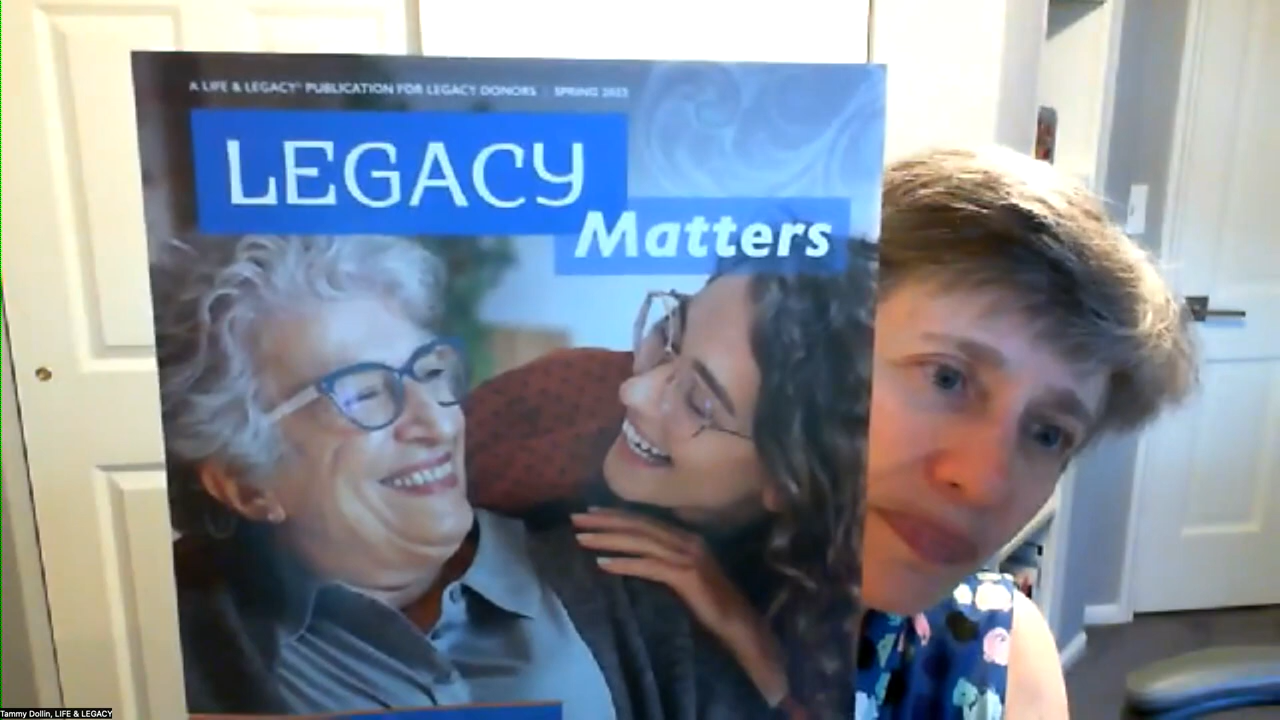 A LIFE & LEGACY® PUBLICATION FOR LEGACY DONORS | SPRING 2023
LEGACY
Matters
Tammy Dollin, LIFE & LEGACY